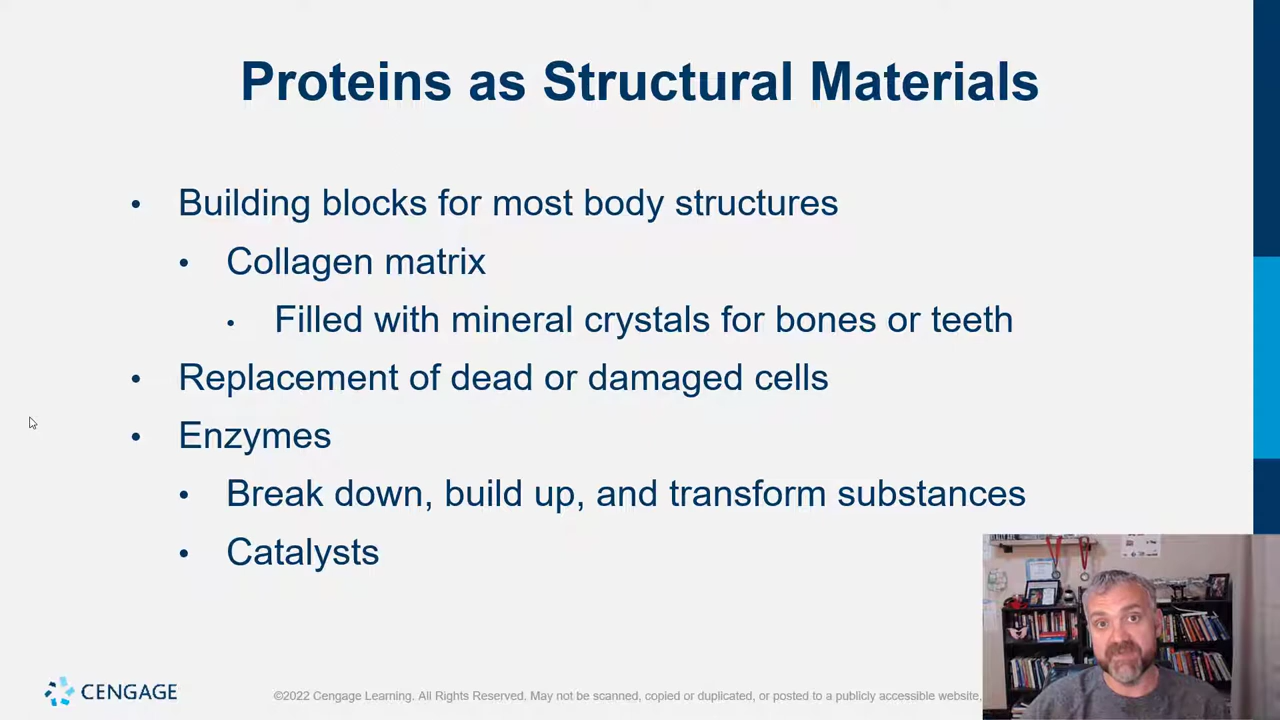 Proteins as Structural Materials
• Building blocks for most body structures
• Collagen matrix
• Filled with mineral crystals for bones or teeth
• Replacement of dead or damaged cells
• Enzymes
• Break down, build up, and transform substances
• Catalysts
CENGAGE
©2022 Cengage Learning. All Rights Reserved. May not be scanned, copied or duplicated, or posted to a publicly accessible website,